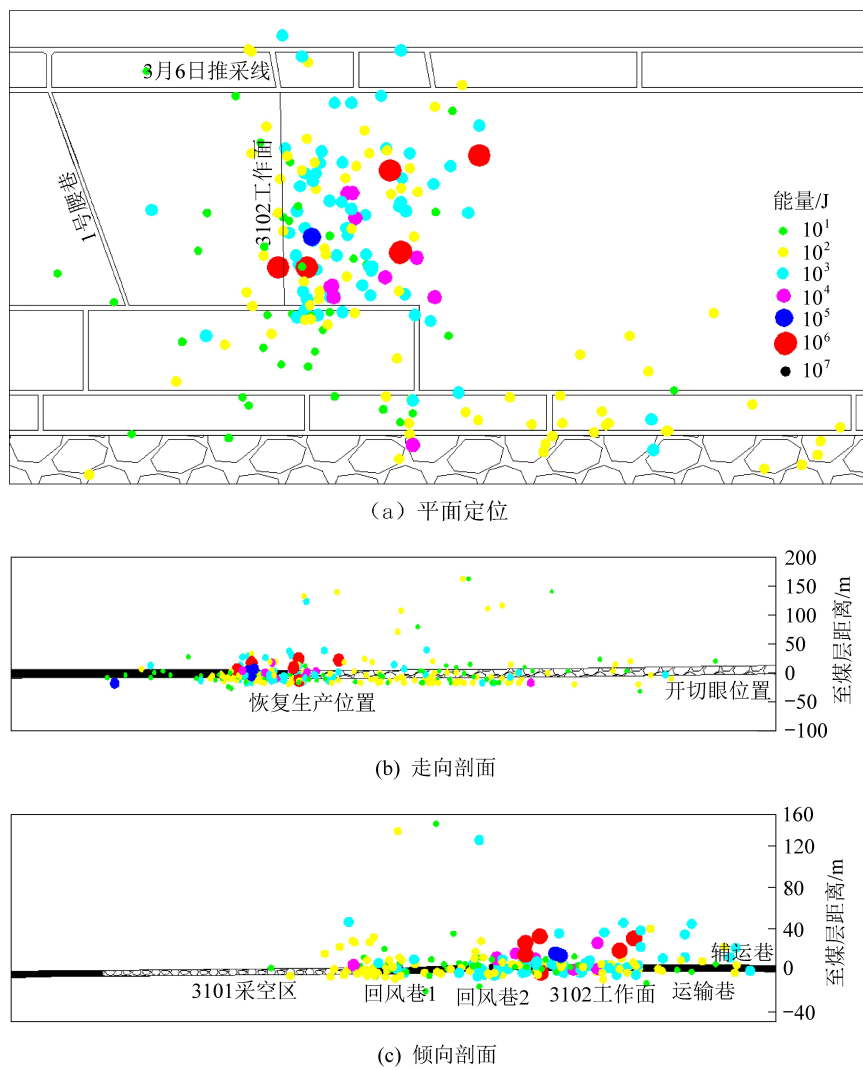 3月6日推采线
1号腰巷
3102工作面
能量/J
10¹
10²
10³
10⁴
10⁵
10⁶
10⁷
(a) 平面定位
200
150
100
50
0
−50
−100
至煤层距离/m
恢复生产位置
开切眼位置
(b) 走向剖面
160
120
80
40
0
−40
至煤层距离/m
辅运巷
3101采空区
回风巷1
回风巷2
3102工作面
运输巷
(c) 倾向剖面